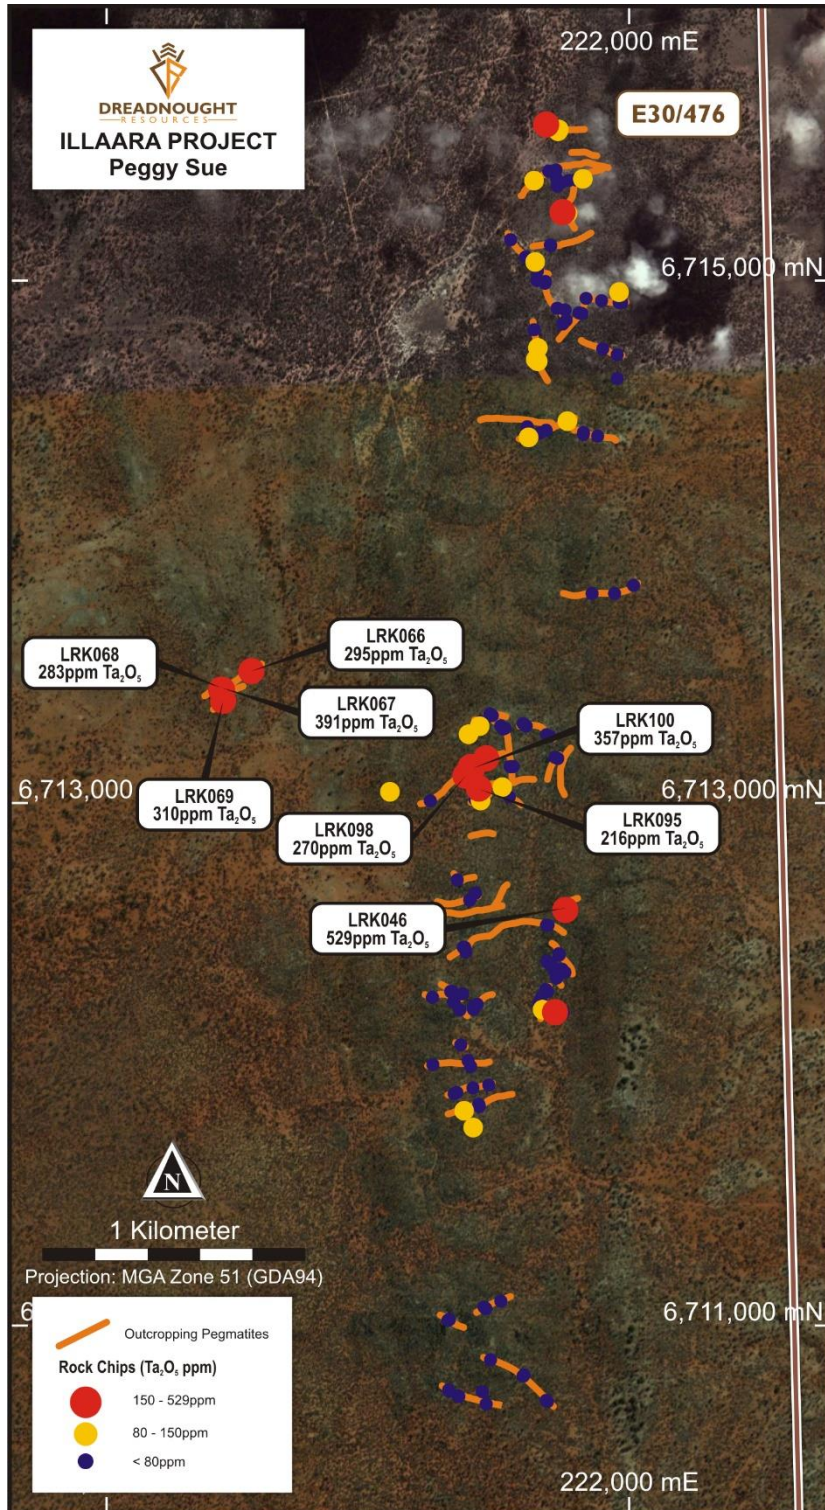 222,000 mE
DREADNOUGHT
RESOURCES
ILLAARA PROJECT
Peggy Sue
E30/476
6,715,000 mN
LRK068
283ppm Ta₂O₅
LRK066
295ppm Ta₂O₅
LRK067
391ppm Ta₂O₅
LRK100
357ppm Ta₂O₅
6,713,000
6,713,000 mN
LRK069
310ppm Ta₂O₅
LRK098
270ppm Ta₂O₅
LRK095
216ppm Ta₂O₅
LRK046
529ppm Ta₂O₅
N
1 Kilometer
Projection: MGA Zone 51 (GDA94)
6
6,711,000 mN
Outcropping Pegmatites
Rock Chips (Ta₂O₅ ppm)
150 - 529ppm
80 - 150ppm
< 80ppm
222,000 mE